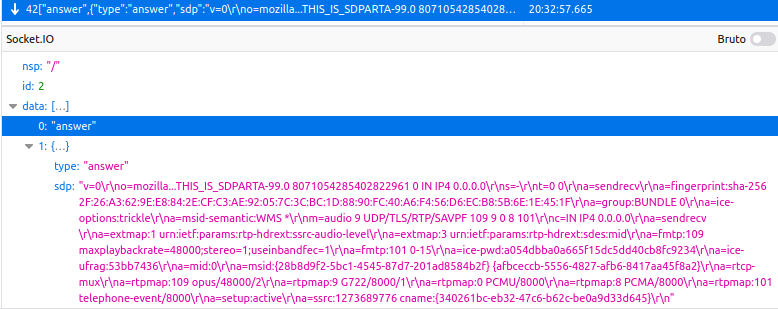 42["answer",{"type":"answer","sdp":"v=0\r\no=mozilla...THIS_IS_SDPARTA-99.0 80710542854028... 20:32:57.665
Socket.IO Bruto
nsp: "/"
id: 2
data: […]
0: "answer"
1: {…}
type: "answer"
sdp: "v=0\r\no=mozilla...THIS_IS_SDPARTA-99.0 8071054285402822961 0 IN IP4 0.0.0.0\r\ns=-\r\nt=0 0\r\na=sendrecv\r\na=fingerprint:sha-256
2F:26:A3:62:9E:E8:84:2E:CF:C3:AE:92:05:7C:3C:BC:1D:88:90:FC:40:A6:F4:56:D6:EC:B8:5B:6E:1E:45:1F\r\na=group:BUNDLE 0\r\na=ice-
options:trickle\r\na=msid-semantic:WMS *\r\nm=audio 9 UDP/TLS/RTP/SAVPF 109 9 0 8 101\r\nc=IN IP4 0.0.0.0\r\na=sendrecv
\r\na=extmap:1 urn:ietf:params:rtp-hdrext:ssrc-audio-level\r\na=extmap:3 urn:ietf:params:rtp-hdrext:sdes:mid\r\na=fmtp:109
maxplaybackrate=48000;stereo=1;useinbandfec=1\r\na=fmtp:101 0-15\r\na=ice-pwd:a054dbba0a665f15dc5dd40cb8fc9234\r\na=ice-
ufrag:53bb7436\r\na=mid:0\r\na=msid:{28b8d9f2-5bc1-4545-87d7-201ad8584b2f} {afbceccb-5556-4827-afb6-8417aa45f8a2}\r\na=rtcp-
mux\r\na=rtpmap:109 opus/48000/2\r\na=rtpmap:9 G722/8000/1\r\na=rtpmap:0 PCMU/8000\r\na=rtpmap:8 PCMA/8000\r\na=rtpmap:101
telephone-event/8000\r\na=setup:active\r\na=ssrc:1273689776 cname:{340261bc-eb32-47c6-b62c-be0a9d33d645}\r\n"